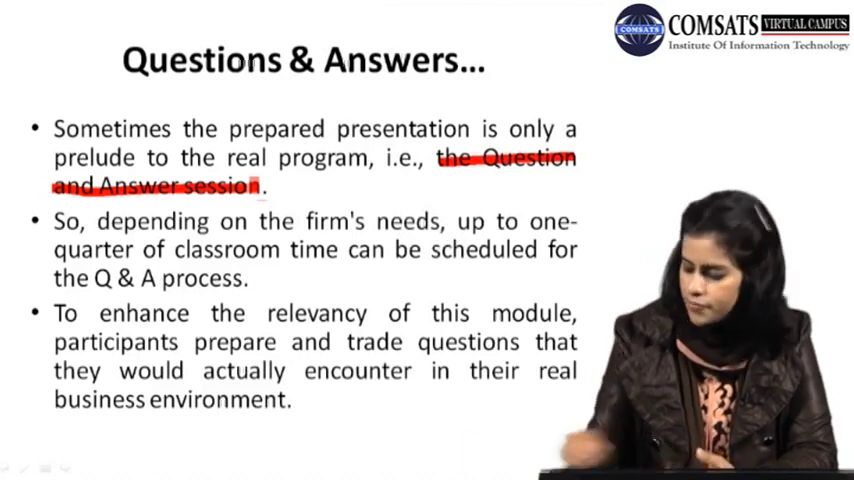 COMSATS VIRTUAL CAMPUS
COMSATS
Institute Of Information Technology
Questions & Answers...
• Sometimes the prepared presentation is only a
prelude to the real program, i.e., the Question
and Answer session.
• So, depending on the firm's needs, up to one-
quarter of classroom time can be scheduled for
the Q & A process.
• To enhance the relevancy of this module,
participants prepare and trade questions that
they would actually encounter in their real
business environment.